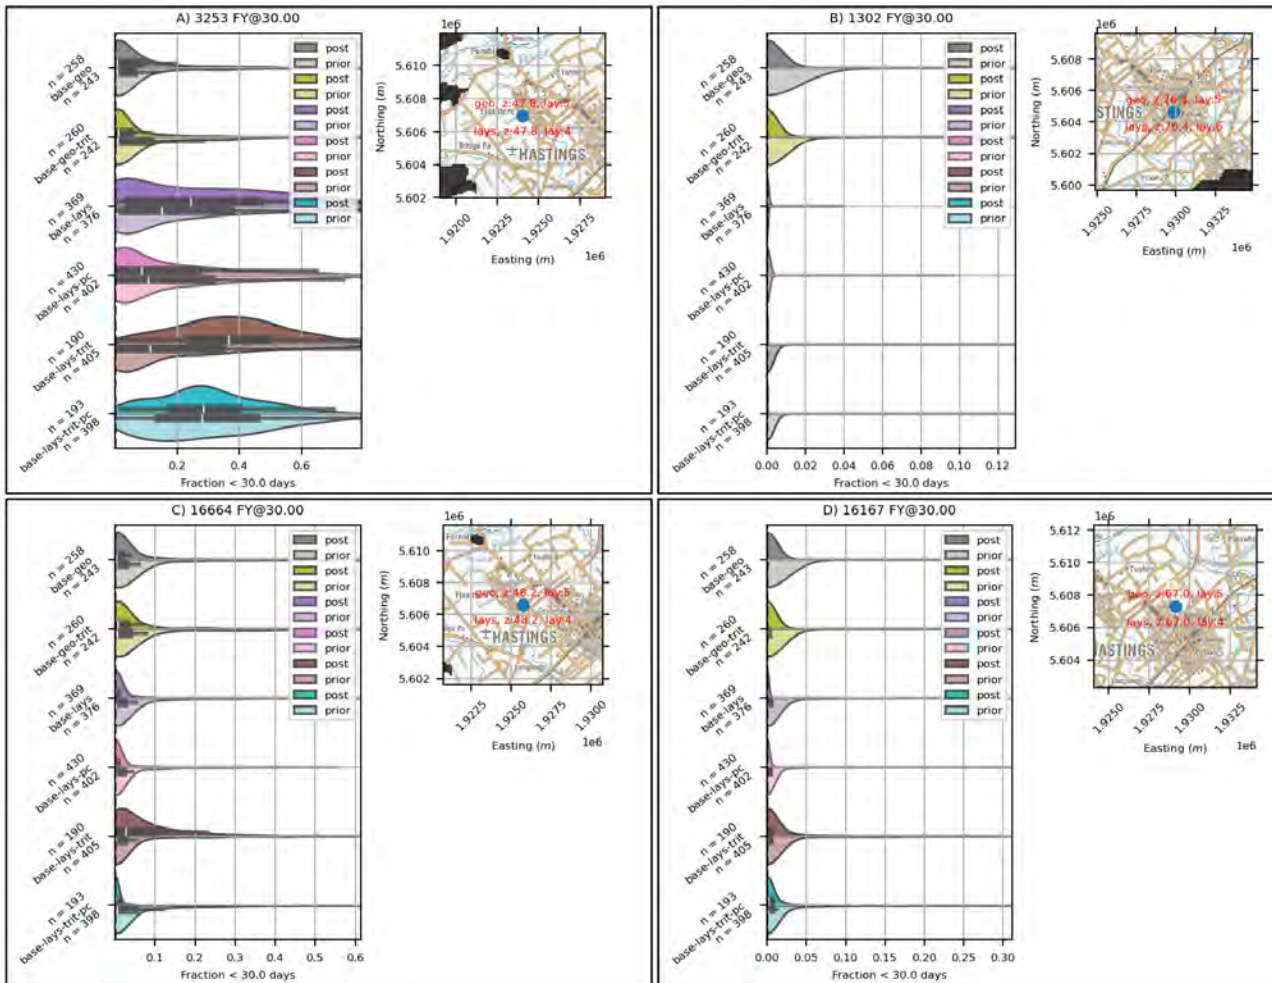 A) 3253 FY@30.00
n = 258
base-geo
n = 243
n = 260
base-geo-trit
n = 242
n = 369
base-lays
n = 376
n = 430
base-lays-pc
n = 402
n = 190
base-lays-trit
n = 405
n = 193
base-lays-trit-pc
n = 398
post
prior
post
prior
post
prior
post
prior
post
prior
post
prior
0.2 0.4 0.6
Fraction < 30.0 days
1e6
5.610
5.608
5.606
5.604
5.602
Northing (m)
lays, z:47.8, lay:4
HASTINGS
1.9200 1.9225 1.9250 1.9275
Easting (m)
1e6
B) 1302 FY@30.00
n = 258
base-geo
n = 243
n = 260
base-geo-trit
n = 242
n = 369
base-lays
n = 376
n = 430
base-lays-pc
n = 402
n = 190
base-lays-trit
n = 405
n = 193
base-lays-trit-pc
n = 398
post
prior
post
prior
post
prior
post
prior
post
prior
post
prior
0.00 0.02 0.04 0.06 0.08 0.10 0.12
Fraction < 30.0 days
1e6
5.608
5.606
5.604
5.602
5.600
Northing (m)
geo, z:76.4, lay:5
STINGS
lays, z:76.4, lay:6
1.9250 1.9275 1.9300 1.9325
Easting (m)
1e6
C) 16664 FY@30.00
n = 258
base-geo
n = 243
n = 260
base-geo-trit
n = 242
n = 369
base-lays
n = 376
n = 430
base-lays-pc
n = 402
n = 190
base-lays-trit
n = 405
n = 193
base-lays-trit-pc
n = 398
post
prior
post
prior
post
prior
post
prior
post
prior
post
prior
0.1 0.2 0.3 0.4 0.5 0.6
Fraction < 30.0 days
1e6
5.610
5.608
5.606
5.604
5.602
Northing (m)
lays, z:48.2, lay:4
HASTINGS
1.9225 1.9250 1.9275 1.9300
Easting (m)
1e6
D) 16167 FY@30.00
n = 258
base-geo
n = 243
n = 260
base-geo-trit
n = 242
n = 369
base-lays
n = 376
n = 430
base-lays-pc
n = 402
n = 190
base-lays-trit
n = 405
n = 193
base-lays-trit-pc
n = 398
post
prior
post
prior
post
prior
post
prior
post
prior
post
prior
0.00 0.05 0.10 0.15 0.20 0.25 0.30
Fraction < 30.0 days
1e6
5.612
5.610
5.608
5.606
5.604
Northing (m)
geo, z:67.0, lay:5
lays, z:67.0, lay:4
HASTINGS
1.9250 1.9275 1.9300 1.9325
Easting (m)
1e6